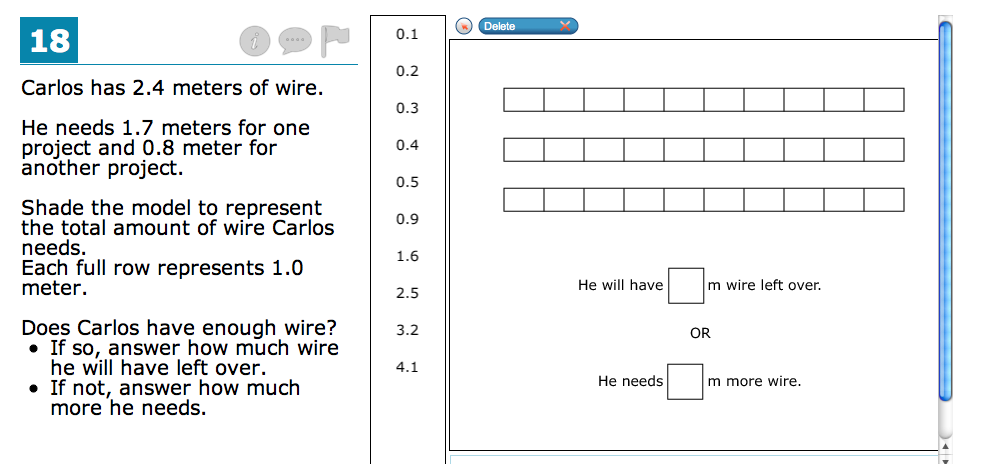 18
Carlos has 2.4 meters of wire.
He needs 1.7 meters for one
project and 0.8 meter for
another project.
Shade the model to represent
the total amount of wire Carlos
needs.
Each full row represents 1.0
meter.
Does Carlos have enough wire?
• If so, answer how much wire
he will have left over.
• If not, answer how much
more he needs.
0.1
0.2
0.3
0.4
0.5
0.9
1.6
2.5
3.2
4.1
Delete
He will have m wire left over.
OR
He needs m more wire.